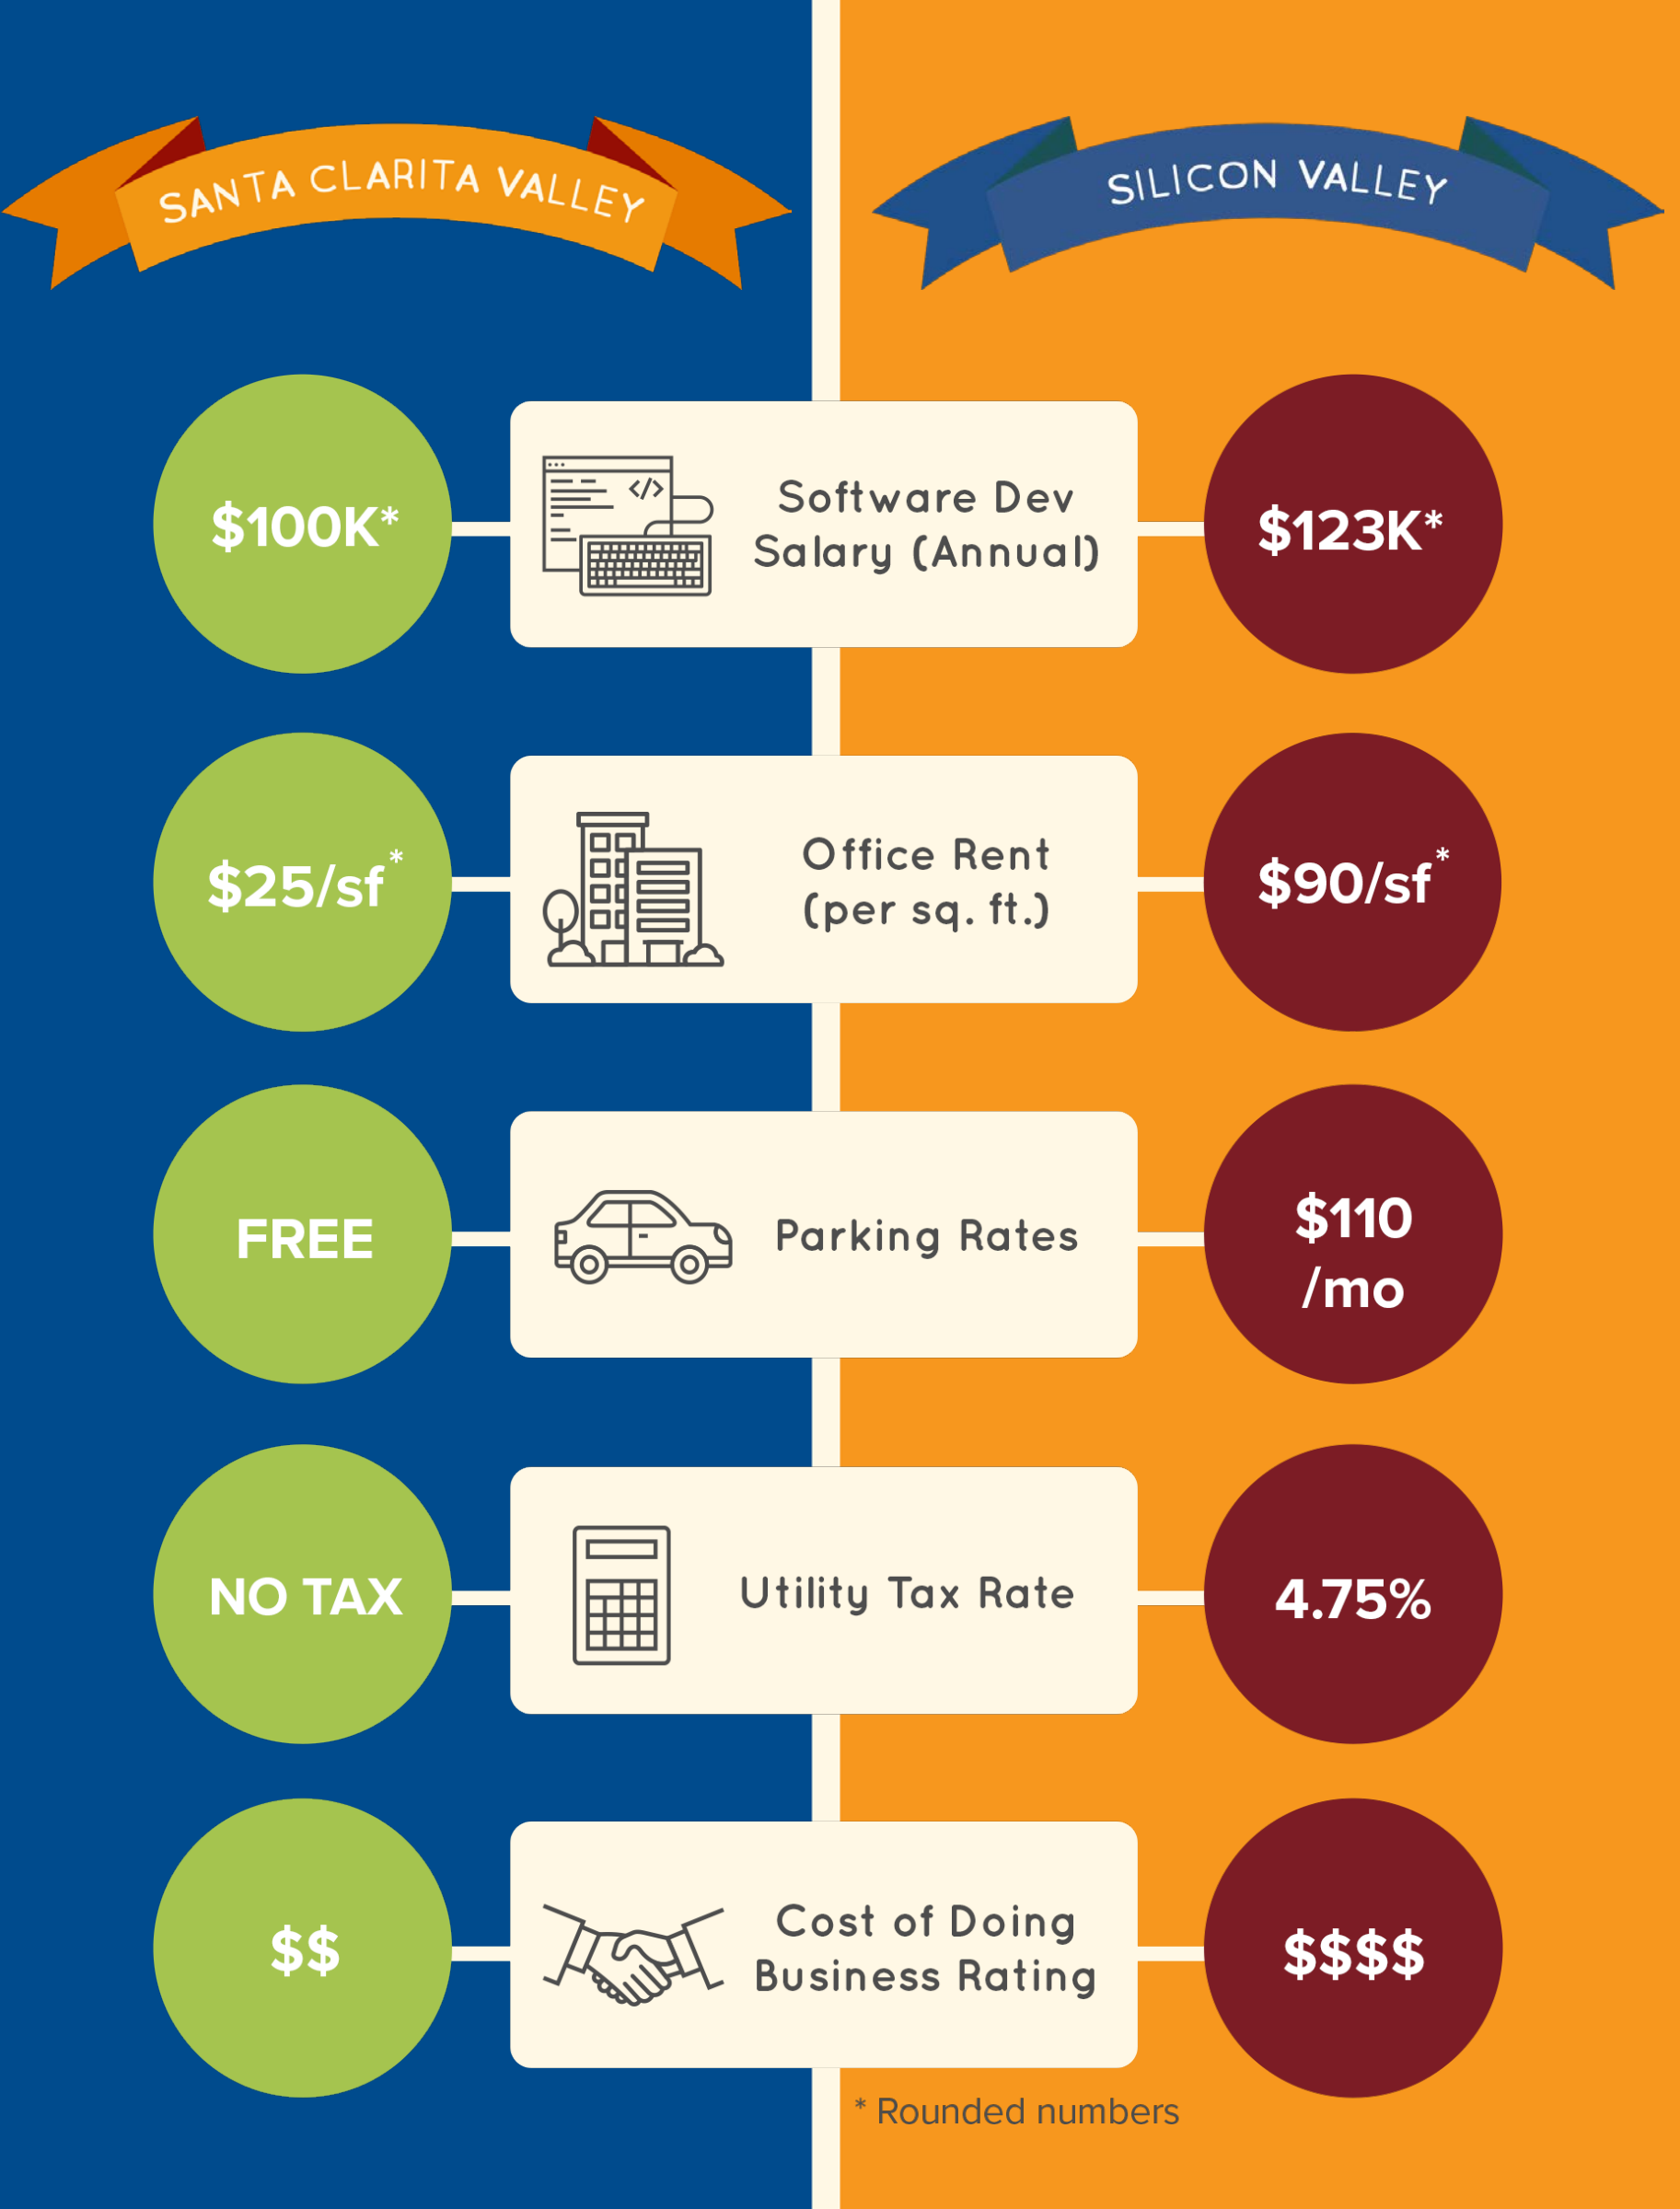 SANTA CLARITA VALLEY
SILICON VALLEY
$100K*
Software Dev
Salary (Annual)
$123K*
$25/sf*
Office Rent
(per sq. ft.)
$90/sf*
FREE
Parking Rates
$110
/mo
NO TAX
Utility Tax Rate
4.75%
$$
Cost of Doing
Business Rating
$$$$
* Rounded numbers